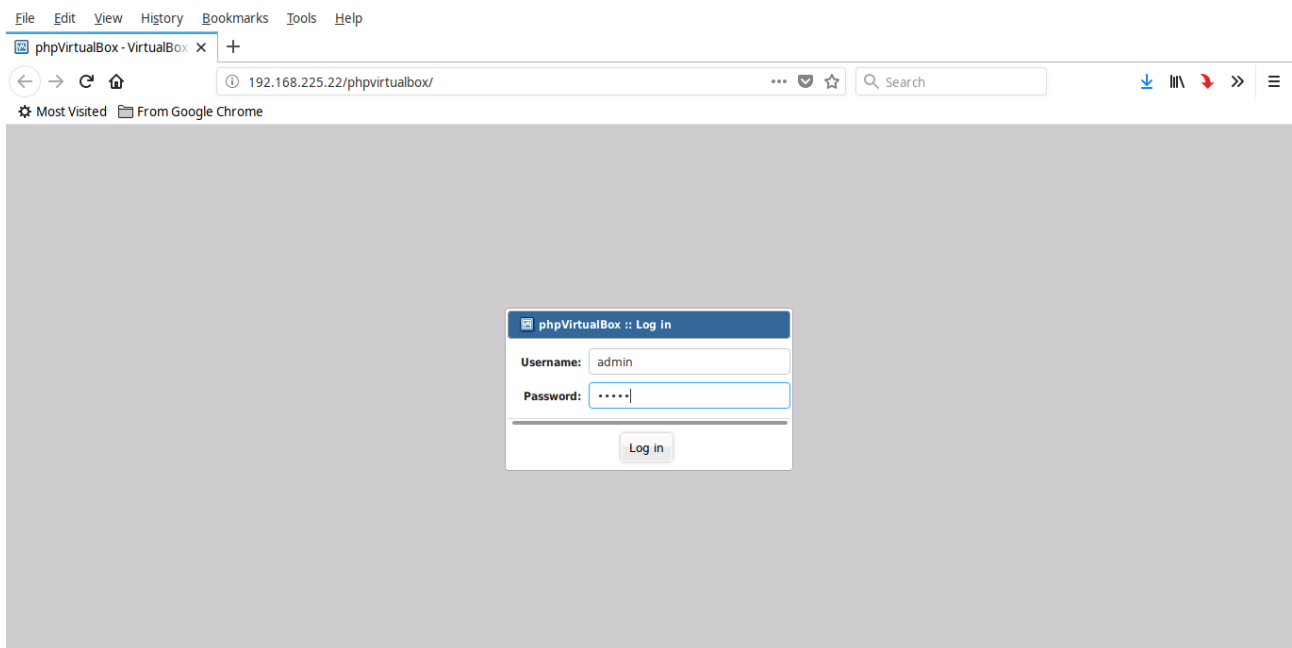 File Edit View History Bookmarks Tools Help
phpVirtualBox - VirtualBox
192.168.225.22/phpvirtualbox/ Search
Most Visited From Google Chrome
phpVirtualBox :: Log in
Username: admin
Password: •••••
Log in